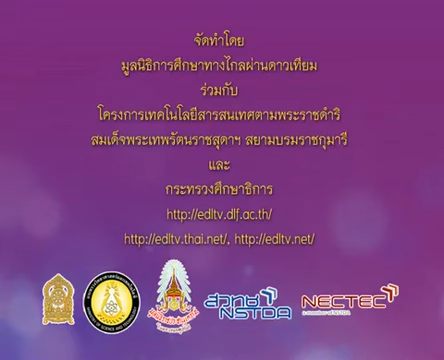 จัดทำโดย
มูลนิธิการศึกษาทางไกลผ่านดาวเทียม
ร่วมกับ
โครงการเทคโนโลยีสารสนเทศตามพระราชดำริ
สมเด็จพระเทพรัตนราชสุดาฯ สยามบรมราชกุมารี
และ
กระทรวงศึกษาธิการ
http://edltv.dlf.ac.th/
http://edltv.thai.net/, http://edltv.net/
สวทช
NSTDA
NECTEC
a member of NSTDA